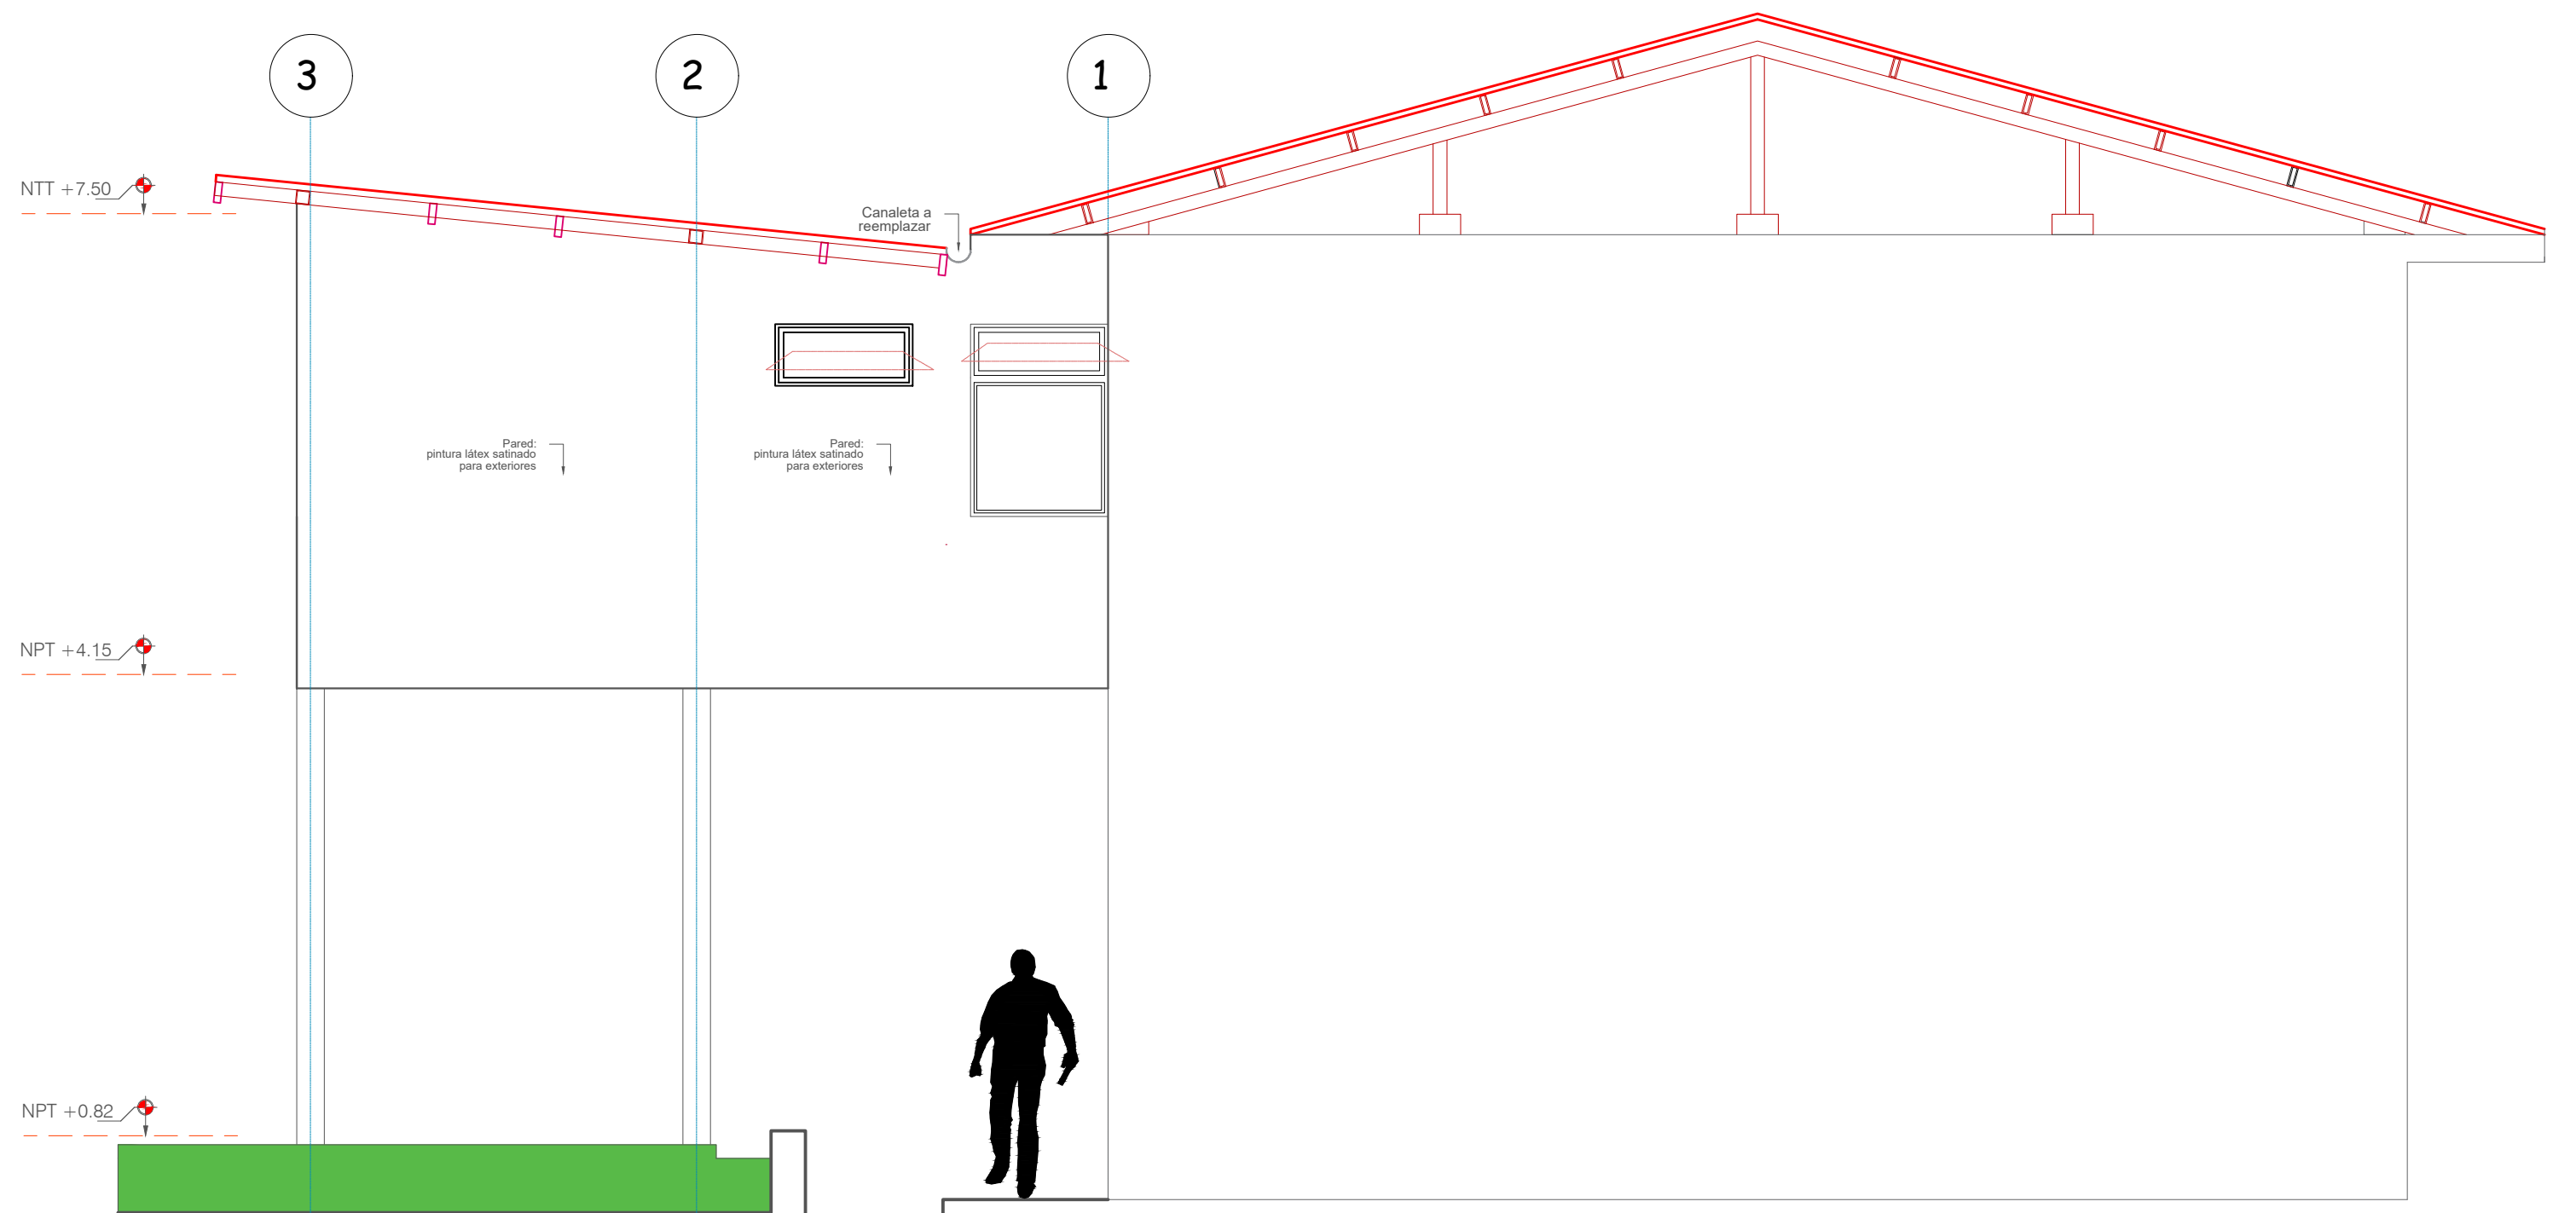 3
2
1
NTT +7.50
Canaleta a
reemplazar
Pared:
pintura látex satinado
para exteriores
Pared:
pintura látex satinado
para exteriores
NPT +4.15
NPT +0.82